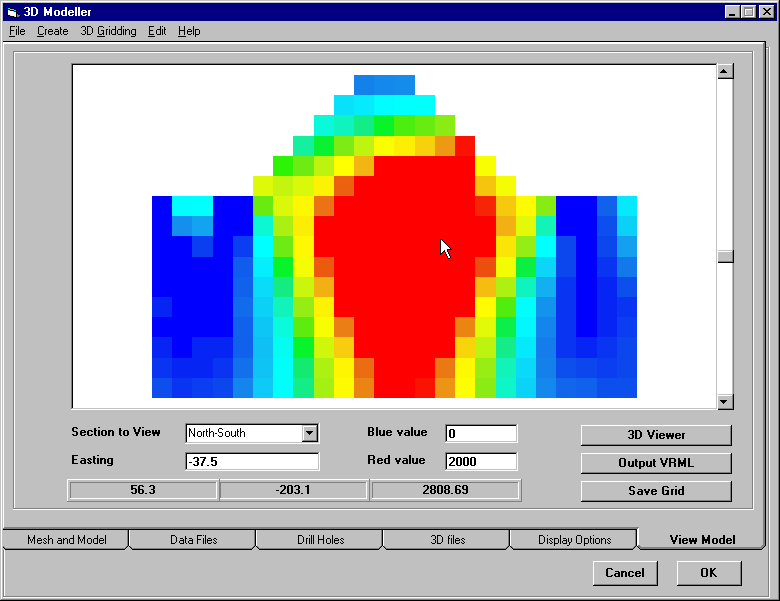 3D Modeller
File Create 3D Gridding Edit Help
Section to View North-South Blue value 0 3D Viewer
Easting -37.5 Red value 2000 Output VRML
56.3 -203.1 2808.69 Save Grid
Mesh and Model Data Files Drill Holes 3D files Display Options View Model
Cancel OK